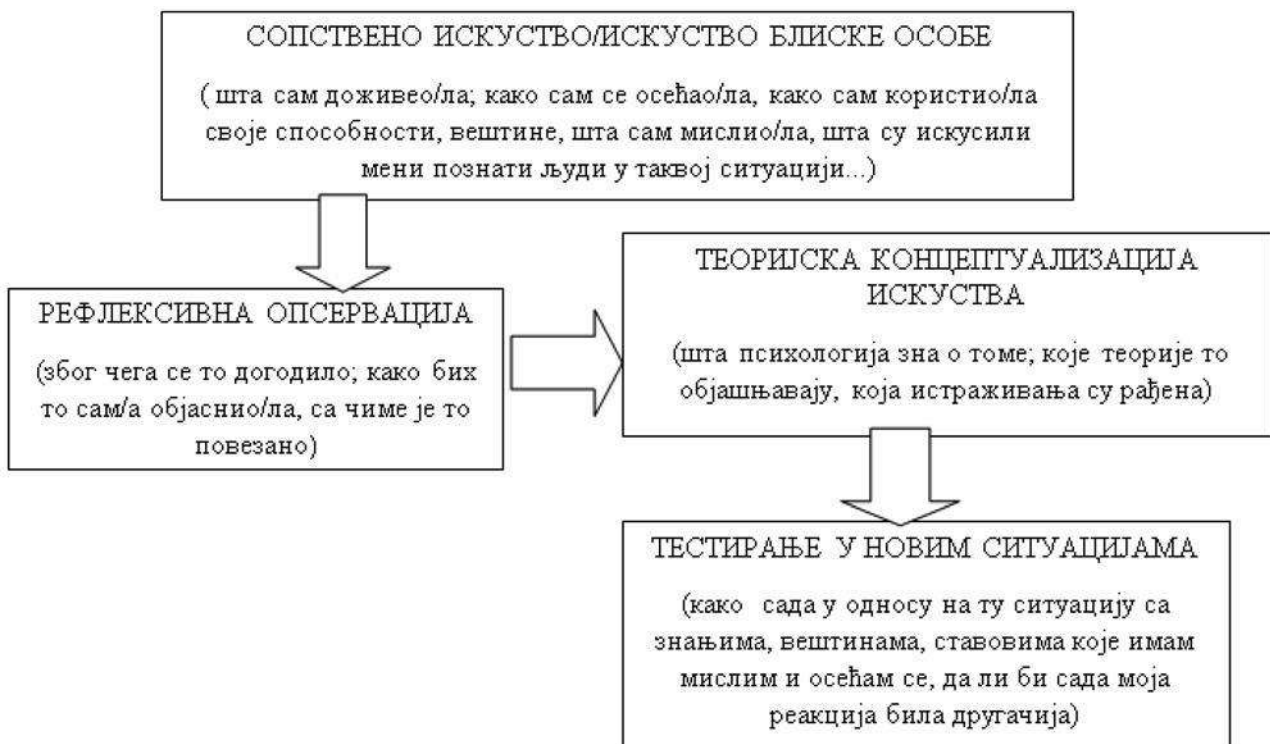 СОПСТВЕНО ИСКУСТВО/ИСКУСТВО БЛИСКЕ ОСОБЕ
( шта сам доживео/ла; како сам се осећао/ла, како сам користио/ла
своје способности, вештине, шта сам мислио/ла, шта су искусили
мени познати људи у таквој ситуацији...)
РЕФЛЕКСИВНА ОПСЕРВАЦИЈА
(због чега се то догодило; како бих
то сам/а објаснио/ла, са чиме је то
повезано)
ТЕОРИЈСКА КОНЦЕПТУАЛИЗАЦИЈА
ИСКУСТВА
(шта психологија зна о томе; које теорије то
објашњавају, која истраживања су рађена)
ТЕСТИРАЊЕ У НОВИМ СИТУАЦИЈАМА
(како сада у односу на ту ситуацију са
знањима, вештинама, ставовима које имам
мислим и осећам се, да ли би сада моја
реакција била другачија)